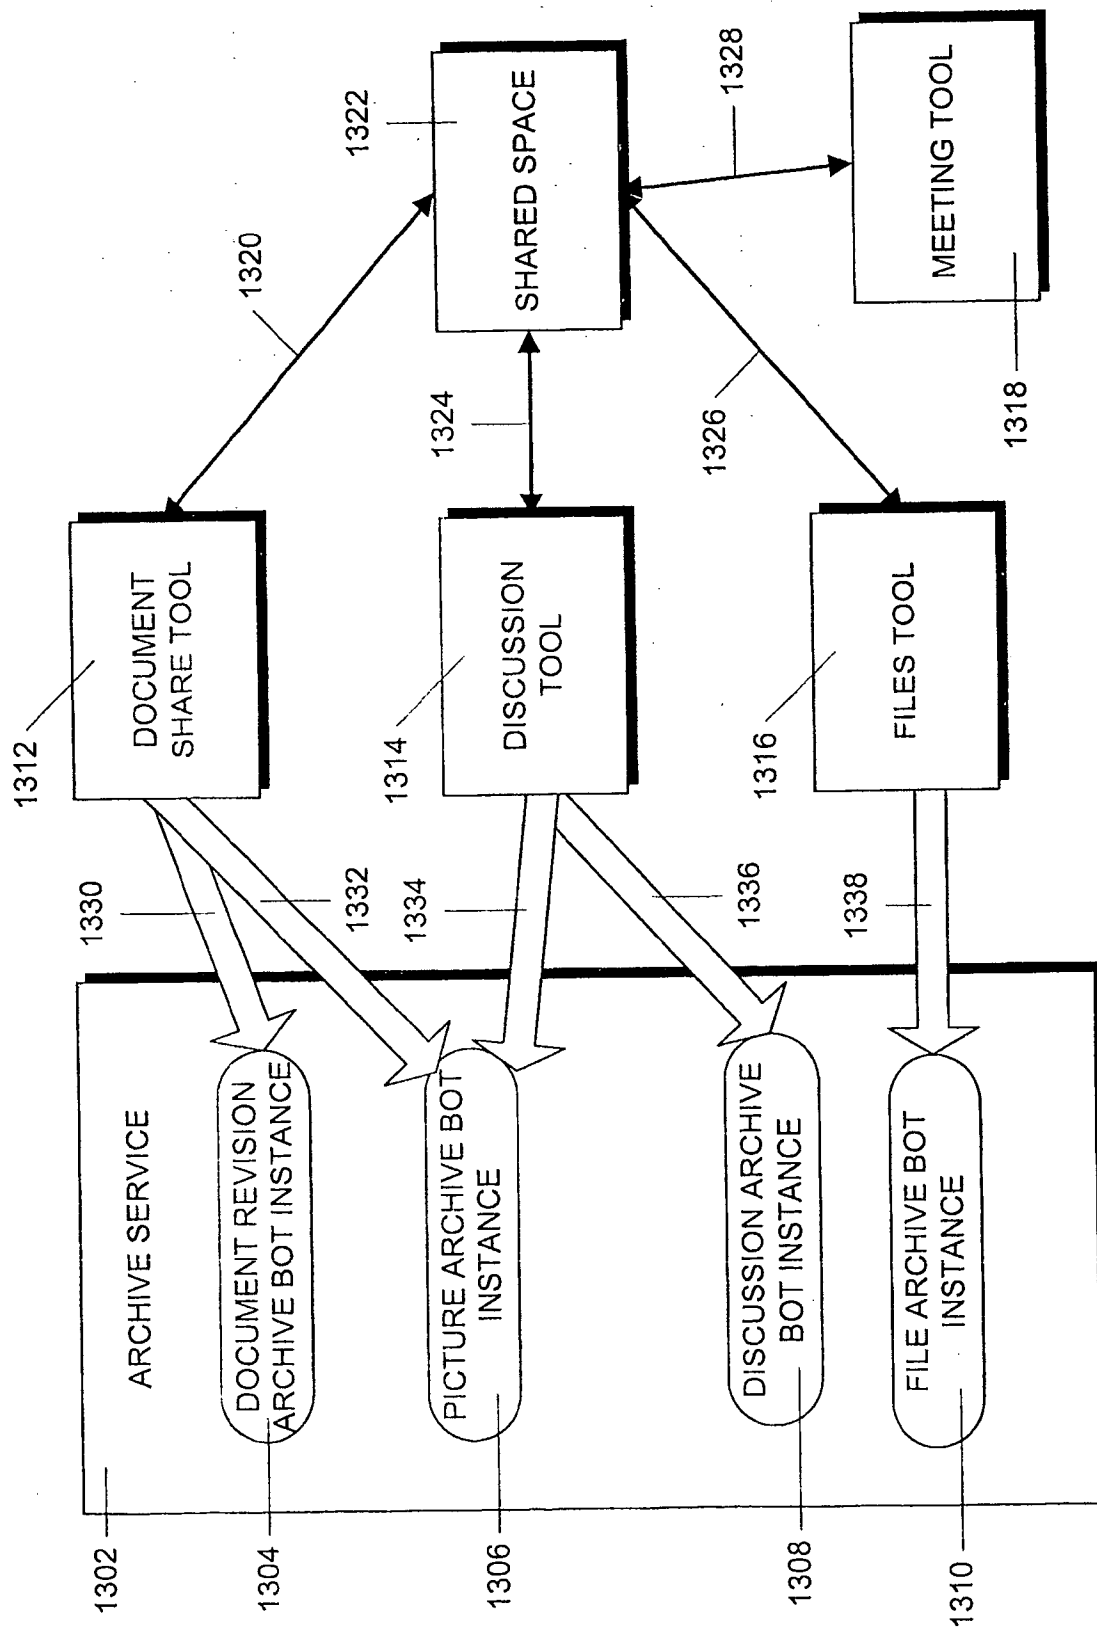 1302
ARCHIVE SERVICE
1304
DOCUMENT REVISION
ARCHIVE BOT INSTANCE
1306
PICTURE ARCHIVE BOT
INSTANCE
1308
DISCUSSION ARCHIVE
BOT INSTANCE
1310
FILE ARCHIVE BOT
INSTANCE
1330
1332
1334
1336
1338
1312
DOCUMENT
SHARE TOOL
1314
DISCUSSION
TOOL
1316
FILES TOOL
1320
1324
1326
1322
SHARED SPACE
1328
1318
MEETING TOOL